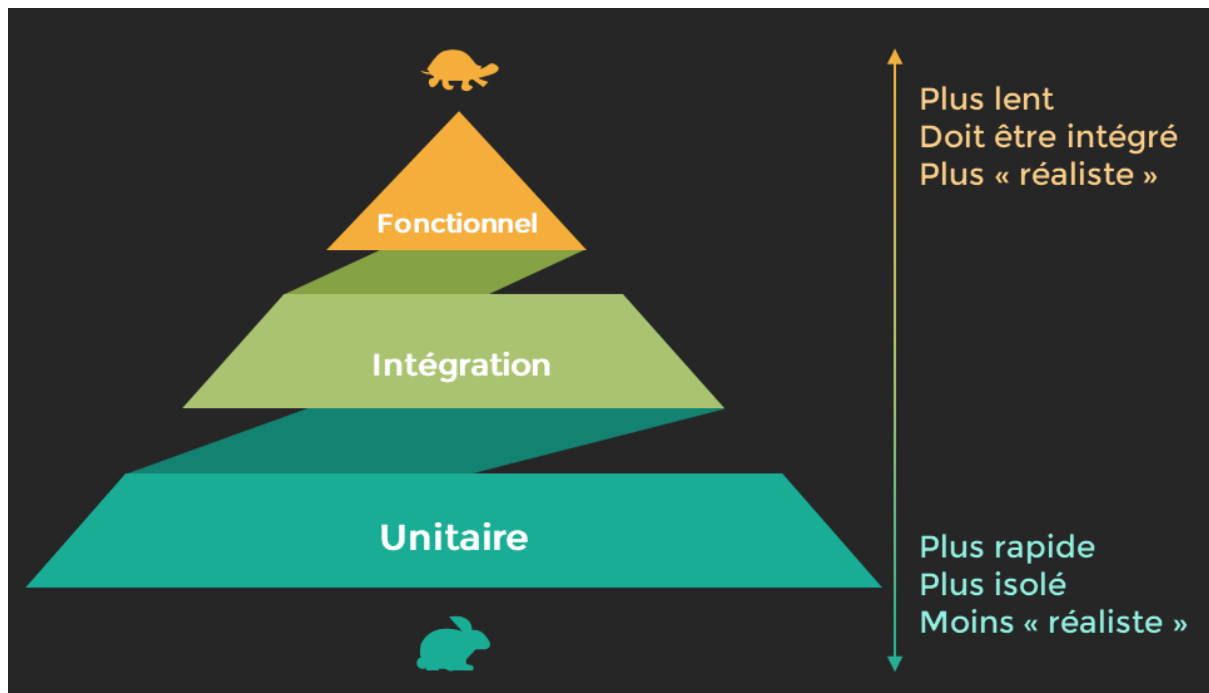 Plus lent
Doit être intégré
Plus « réaliste »
Fonctionnel
Intégration
Unitaire
Plus rapide
Plus isolé
Moins « réaliste »